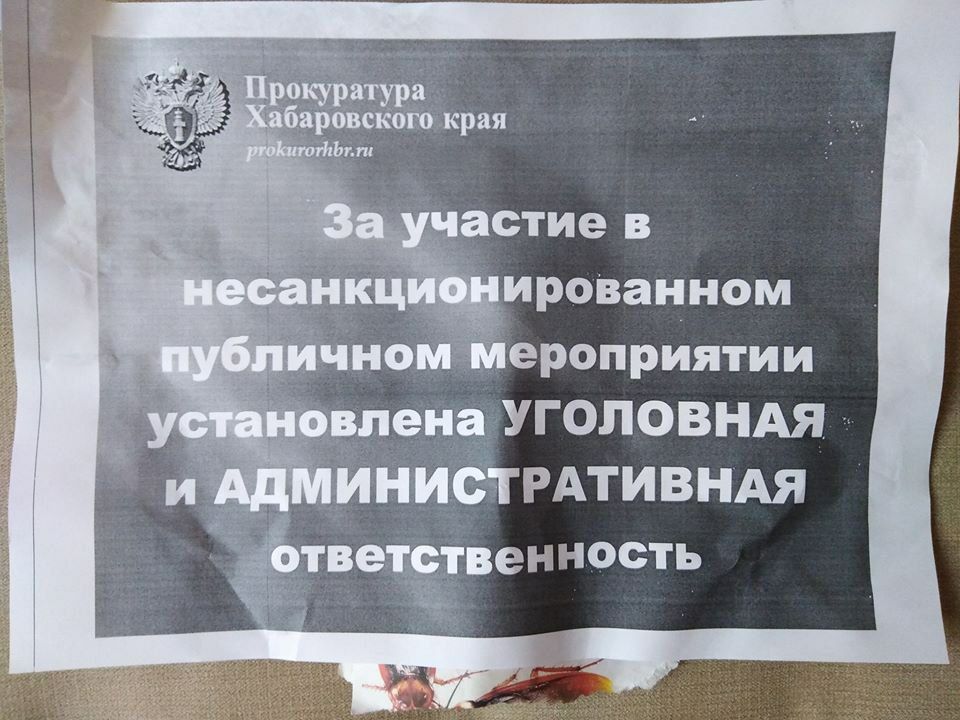 Прокуратура
Хабаровского края
prokurorhbr.ru
За участие в
несанкционированном
публичном мероприятии
установлена УГОЛОВНАЯ
и АДМИНИСТРАТИВНАЯ
ответственность